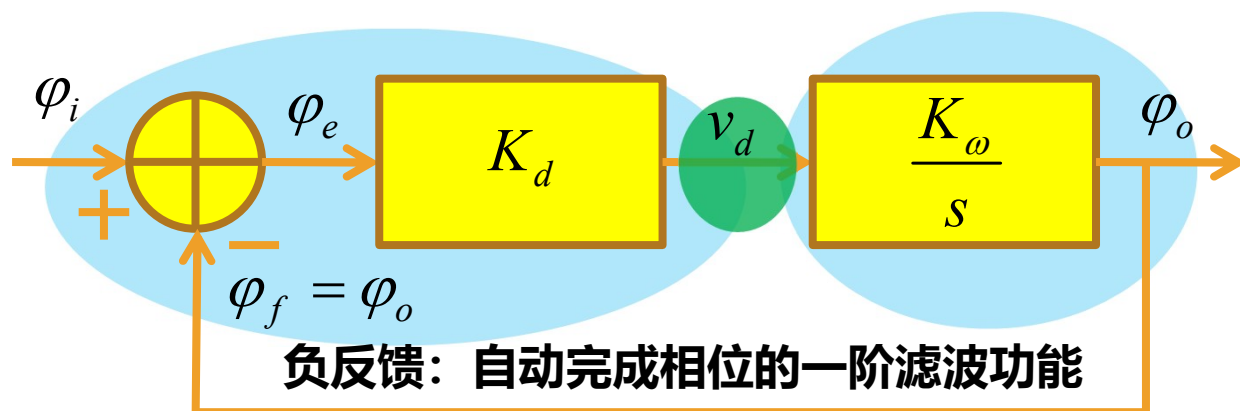 φi
φe
Kd
vd
Kω
s
φo
+
−
φf = φo
负反馈：自动完成相位的一阶滤波功能